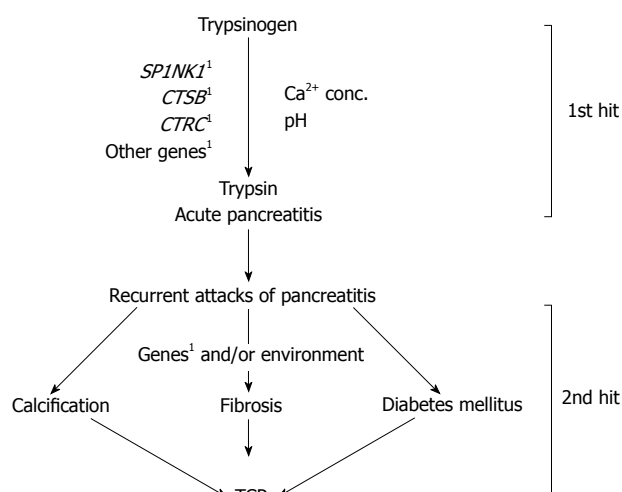 Trypsinogen
SP1NK1¹
CTSB¹
CTRC¹
Other genes¹
Ca²⁺ conc.
pH
1st hit
Trypsin
Acute pancreatitis
Recurrent attacks of pancreatitis
Genes¹ and/or environment
Calcification
Fibrosis
Diabetes mellitus
2nd hit
TCP